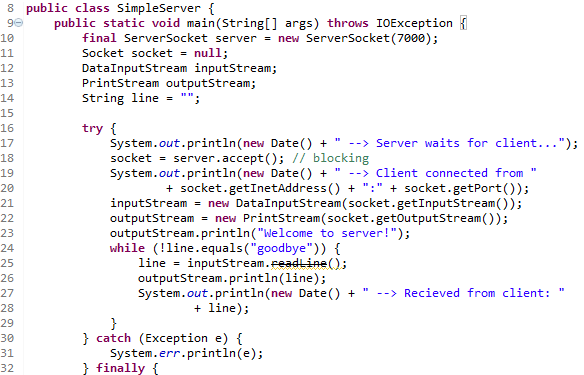 8 public class SimpleServer {
9 public static void main(String[] args) throws IOException {
10 final ServerSocket server = new ServerSocket(7000);
11 Socket socket = null;
12 DataInputStream inputStream;
13 PrintStream outputStream;
14 String line = "";
15
16 try {
17 System.out.println(new Date() + " --> Server waits for client...");
18 socket = server.accept(); // blocking
19 System.out.println(new Date() + " --> Client connected from "
20 + socket.getInetAddress() + ":" + socket.getPort());
21 inputStream = new DataInputStream(socket.getInputStream());
22 outputStream = new PrintStream(socket.getOutputStream());
23 outputStream.println("Welcome to server!");
24 while (!line.equals("goodbye")) {
25 line = inputStream.readLine();
26 outputStream.println(line);
27 System.out.println(new Date() + " --> Recieved from client: "
28 + line);
29 }
30 } catch (Exception e) {
31 System.err.println(e);
32 } finally {